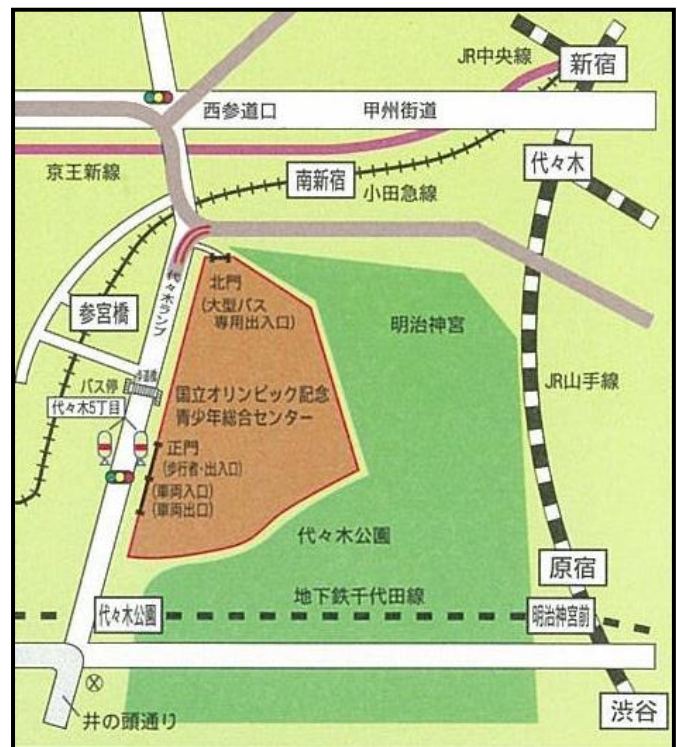 JR中央線
新宿
西参道口
甲州街道
代々木
京王新線
南新宿
小田急線
代々木ランプ
北門
(大型バス
専用出入口)
明治神宮
参宮橋
歩道橋
バス停
代々木5丁目
国立オリンピック記念
青少年総合センター
JR山手線
正門
(歩行者・出入口)
(車両入口)
(車両出口)
代々木公園
原宿
地下鉄千代田線
代々木公園
明治神宮前
渋谷
井の頭通り